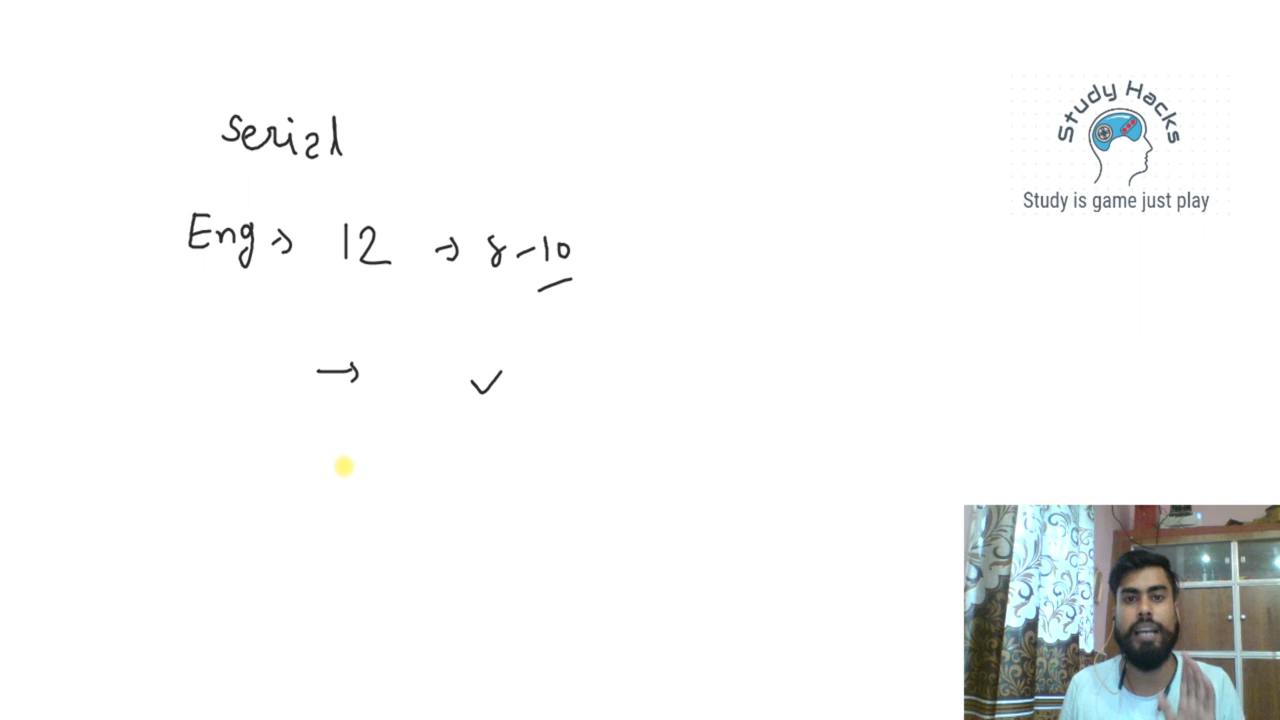 Serial
Eng → 12 → 8-10
→ ✓
Study Hacks
Study is game just play